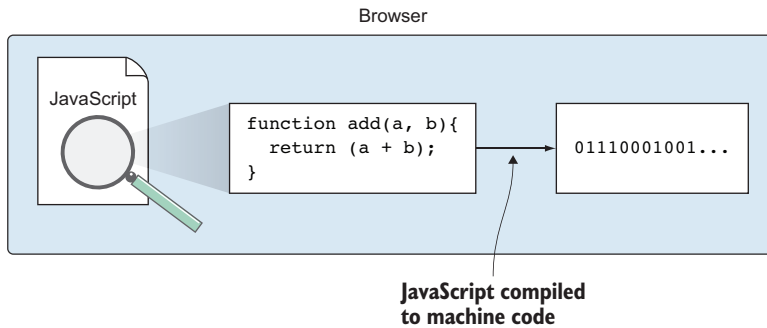 Browser
JavaScript
function add(a, b){
  return (a + b);
}
01110001001...
JavaScript compiled
to machine code